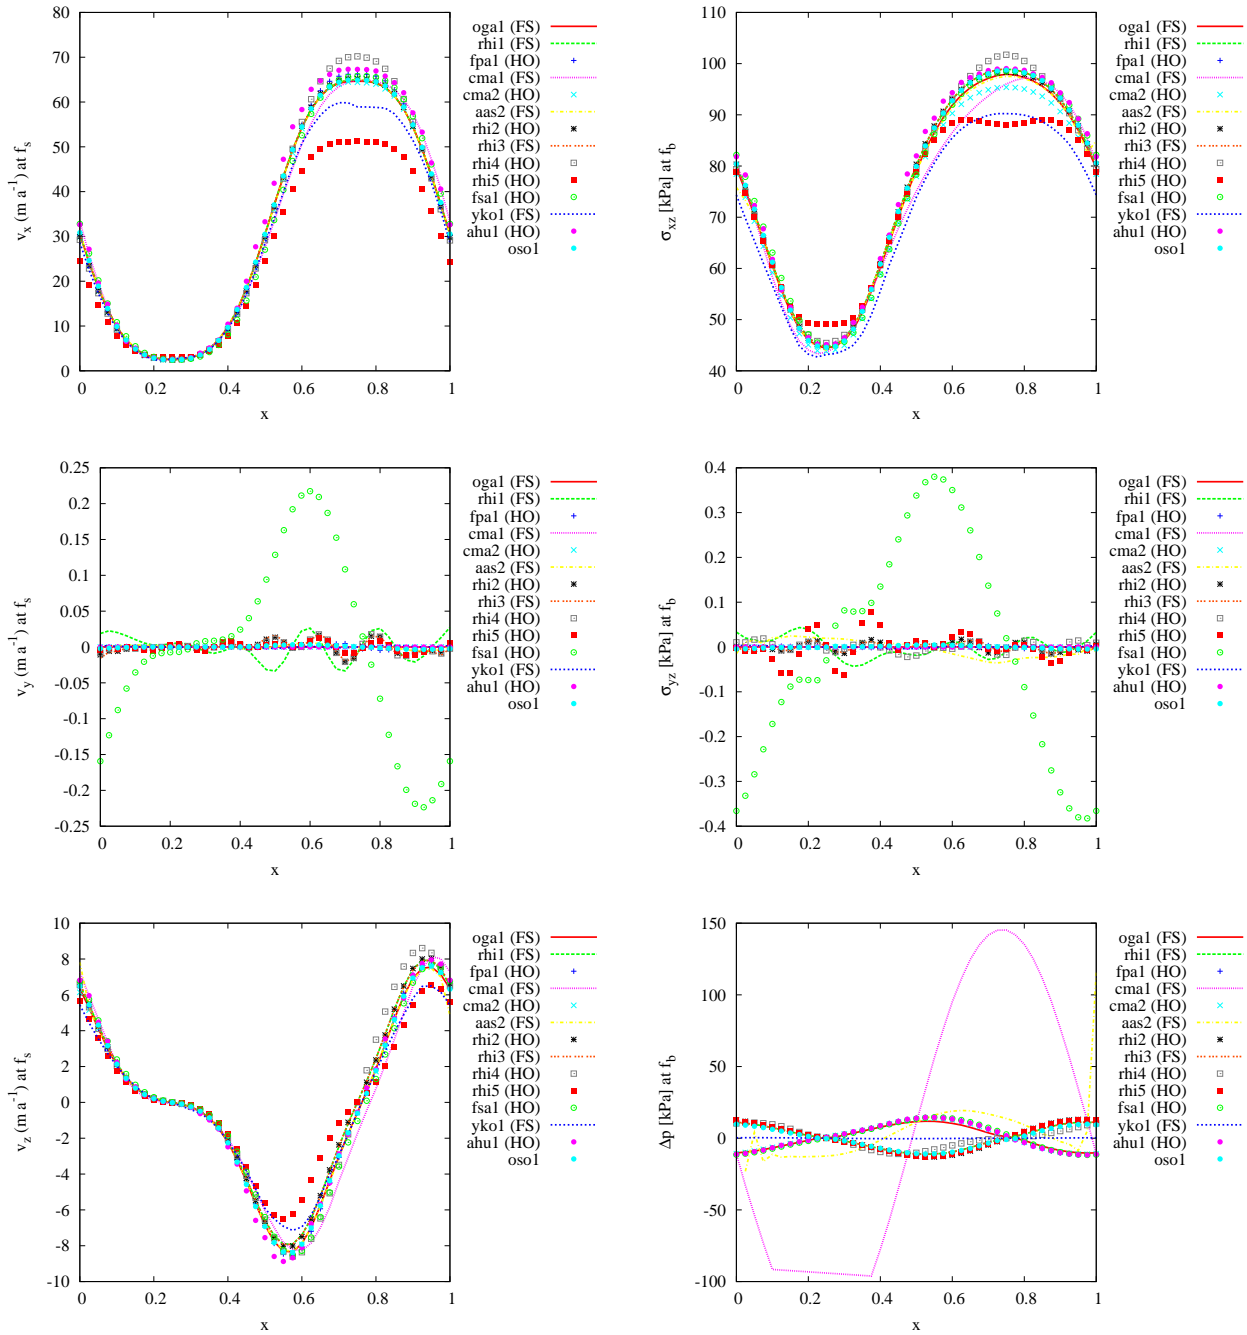 80
70
60
50
40
30
20
10
0
0 0.2 0.4 0.6 0.8 1
v_x (m a^-1) at f_s
x
oga1 (FS)
rhi1 (FS)
fpa1 (HO)
cma1 (FS)
cma2 (HO)
aas2 (FS)
rhi2 (HO)
rhi3 (FS)
rhi4 (HO)
rhi5 (HO)
fsa1 (HO)
yko1 (FS)
ahu1 (HO)
oso1
110
100
90
80
70
60
50
40
0 0.2 0.4 0.6 0.8 1
σ_xz [kPa] at f_b
x
oga1 (FS)
rhi1 (FS)
fpa1 (HO)
cma1 (FS)
cma2 (HO)
aas2 (FS)
rhi2 (HO)
rhi3 (FS)
rhi4 (HO)
rhi5 (HO)
fsa1 (HO)
yko1 (FS)
ahu1 (HO)
oso1
0.25
0.2
0.15
0.1
0.05
0
-0.05
-0.1
-0.15
-0.2
-0.25
0 0.2 0.4 0.6 0.8 1
v_y (m a^-1) at f_s
x
oga1 (FS)
rhi1 (FS)
fpa1 (HO)
cma1 (FS)
cma2 (HO)
aas2 (FS)
rhi2 (HO)
rhi3 (FS)
rhi4 (HO)
rhi5 (HO)
fsa1 (HO)
yko1 (FS)
ahu1 (HO)
oso1
0.4
0.3
0.2
0.1
0
-0.1
-0.2
-0.3
-0.4
0 0.2 0.4 0.6 0.8 1
σ_yz [kPa] at f_b
x
oga1 (FS)
rhi1 (FS)
fpa1 (HO)
cma1 (FS)
cma2 (HO)
aas2 (FS)
rhi2 (HO)
rhi3 (FS)
rhi4 (HO)
rhi5 (HO)
fsa1 (HO)
yko1 (FS)
ahu1 (HO)
oso1
10
8
6
4
2
0
-2
-4
-6
-8
-10
0 0.2 0.4 0.6 0.8 1
v_z (m a^-1) at f_s
x
oga1 (FS)
rhi1 (FS)
fpa1 (HO)
cma1 (FS)
cma2 (HO)
aas2 (FS)
rhi2 (HO)
rhi3 (FS)
rhi4 (HO)
rhi5 (HO)
fsa1 (HO)
yko1 (FS)
ahu1 (HO)
oso1
150
100
50
0
-50
-100
0 0.2 0.4 0.6 0.8 1
Δp [kPa] at f_b
x
oga1 (FS)
rhi1 (FS)
fpa1 (HO)
cma1 (FS)
cma2 (HO)
aas2 (FS)
rhi2 (HO)
rhi3 (FS)
rhi4 (HO)
rhi5 (HO)
fsa1 (HO)
yko1 (FS)
ahu1 (HO)
oso1